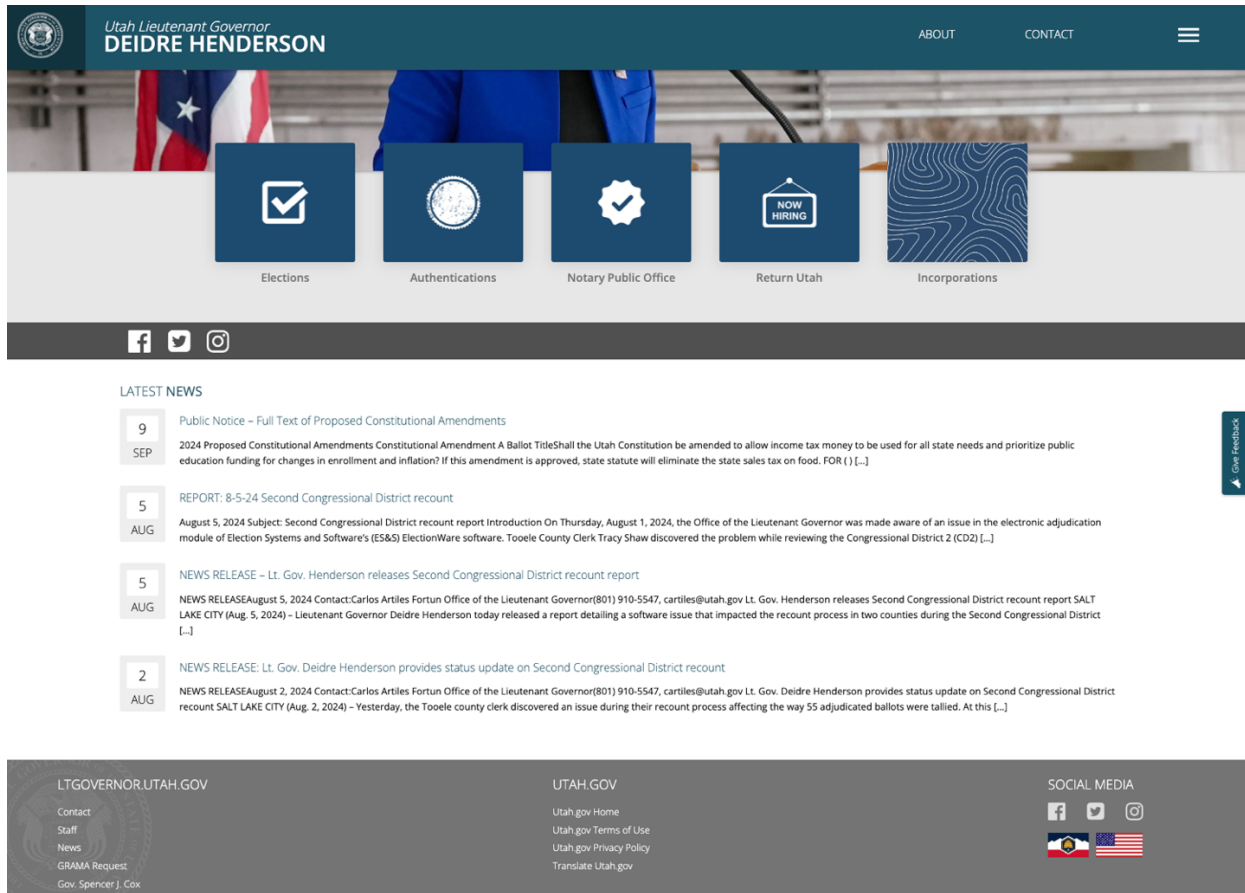 Utah Lieutenant Governor
DEIDRE HENDERSON
ABOUT
CONTACT
NOW
HIRING
Elections
Authentications
Notary Public Office
Return Utah
Incorporations
LATEST NEWS
9
SEP
Public Notice – Full Text of Proposed Constitutional Amendments
2024 Proposed Constitutional Amendments Constitutional Amendment A Ballot TitleShall the Utah Constitution be amended to allow income tax money to be used for all state needs and prioritize public
education funding for changes in enrollment and inflation? If this amendment is approved, state statute will eliminate the state sales tax on food. FOR ( ) [...]
5
AUG
REPORT: 8-5-24 Second Congressional District recount
August 5, 2024 Subject: Second Congressional District recount report Introduction On Thursday, August 1, 2024, the Office of the Lieutenant Governor was made aware of an issue in the electronic adjudication
module of Election Systems and Software's (ES&S) ElectionWare software. Tooele County Clerk Tracy Shaw discovered the problem while reviewing the Congressional District 2 (CD2) [...]
5
AUG
NEWS RELEASE – Lt. Gov. Henderson releases Second Congressional District recount report
NEWS RELEASEAugust 5, 2024 Contact:Carlos Artiles Fortun Office of the Lieutenant Governor(801) 910-5547, cartiles@utah.gov Lt. Gov. Henderson releases Second Congressional District recount report SALT
LAKE CITY (Aug. 5, 2024) – Lieutenant Governor Deidre Henderson today released a report detailing a software issue that impacted the recount process in two counties during the Second Congressional District
[...]
2
AUG
NEWS RELEASE: Lt. Gov. Deidre Henderson provides status update on Second Congressional District recount
NEWS RELEASEAugust 2, 2024 Contact:Carlos Artiles Fortun Office of the Lieutenant Governor(801) 910-5547, cartiles@utah.gov Lt. Gov. Deidre Henderson provides status update on Second Congressional District
recount SALT LAKE CITY (Aug. 2, 2024) – Yesterday, the Tooele county clerk discovered an issue during their recount process affecting the way 55 adjudicated ballots were tallied. At this [...]
Give Feedback
LTGOVERNOR.UTAH.GOV
Contact
Staff
News
GRAMA Request
Gov. Spencer J. Cox
UTAH.GOV
Utah.gov Home
Utah.gov Terms of Use
Utah.gov Privacy Policy
Translate Utah.gov
SOCIAL MEDIA